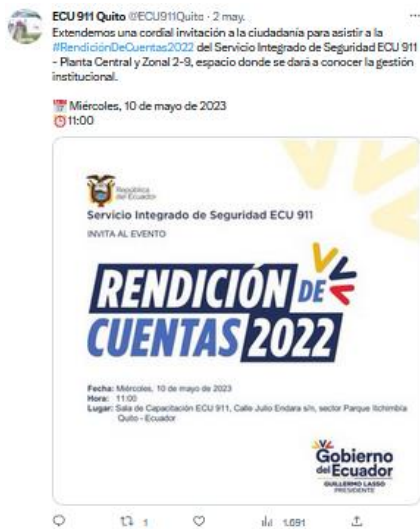 ECU 911 Quito @ECU911Quito · 2 may.
Extendemos una cordial invitación a la ciudadanía para asistir a la
#RendiciónDeCuentas2022 del Servicio Integrado de Seguridad ECU 911
- Planta Central y Zonal 2-9, espacio donde se dará a conocer la gestión
institucional.
Miércoles, 10 de mayo de 2023
11:00
República
del Ecuador
Servicio Integrado de Seguridad ECU 911
INVITA AL EVENTO
RENDICIÓN DE
CUENTAS 2022
Fecha: Miércoles, 10 de mayo de 2023
Hora: 11:00
Lugar: Sala de Capacitación ECU 911, Calle Julio Endara s/n, sector Parque Itchimbía
Quito - Ecuador
Gobierno
del Ecuador
GUILLERMO LASSO
PRESIDENTE
1 1.691